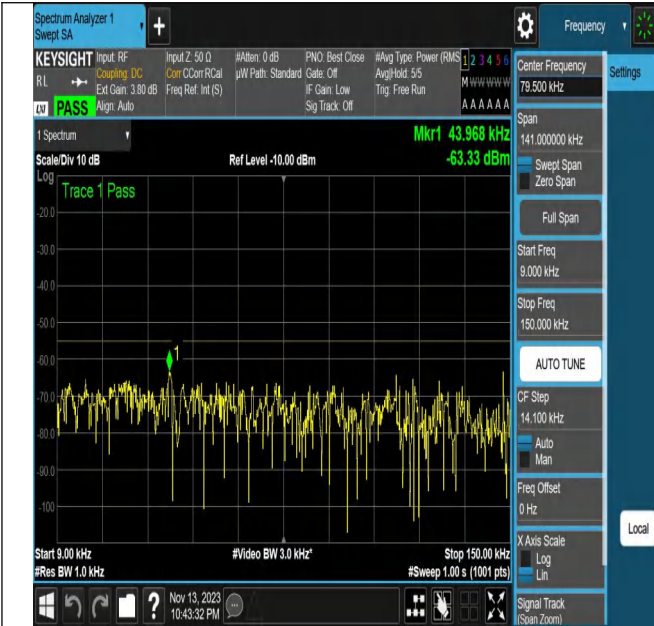 Spectrum Analyzer 1
Swept SA
+
Frequency
KEYSIGHT
RL
PASS
Input: RF
Coupling: DC
Ext Gain: 3.80 dB
Align: Auto
Input Z: 50 Ω
Corr CCorr RCal
Freq Ref: Int (S)
#Atten: 0 dB
µW Path: Standard
PNO: Best Close
Gate: Off
IF Gain: Low
Sig Track: Off
#Avg Type: Power (RMS
Avg|Hold: 5/5
Trig: Free Run
1 2 3 4 5 6
M W W W W W
A A A A A A
1 Spectrum
Scale/Div 10 dB
Ref Level -10.00 dBm
Mkr1 43.968 kHz
-63.33 dBm
Log
Trace 1 Pass
-20.0
-30.0
-40.0
-50.0
-60.0
-70.0
-80.0
-90.0
-100
1
Start 9.00 kHz
#Video BW 3.0 kHz*
Stop 150.00 kHz
#Res BW 1.0 kHz
#Sweep 1.00 s (1001 pts)
?
Nov 13, 2023
10:43:32 PM
Center Frequency
79.500 kHz
Settings
Span
141.000000 kHz
Swept Span
Zero Span
Full Span
Start Freq
9.000 kHz
Stop Freq
150.000 kHz
AUTO TUNE
CF Step
14.100 kHz
Auto
Man
Freq Offset
0 Hz
Local
X Axis Scale
Log
Lin
Signal Track
(Span Zoom)